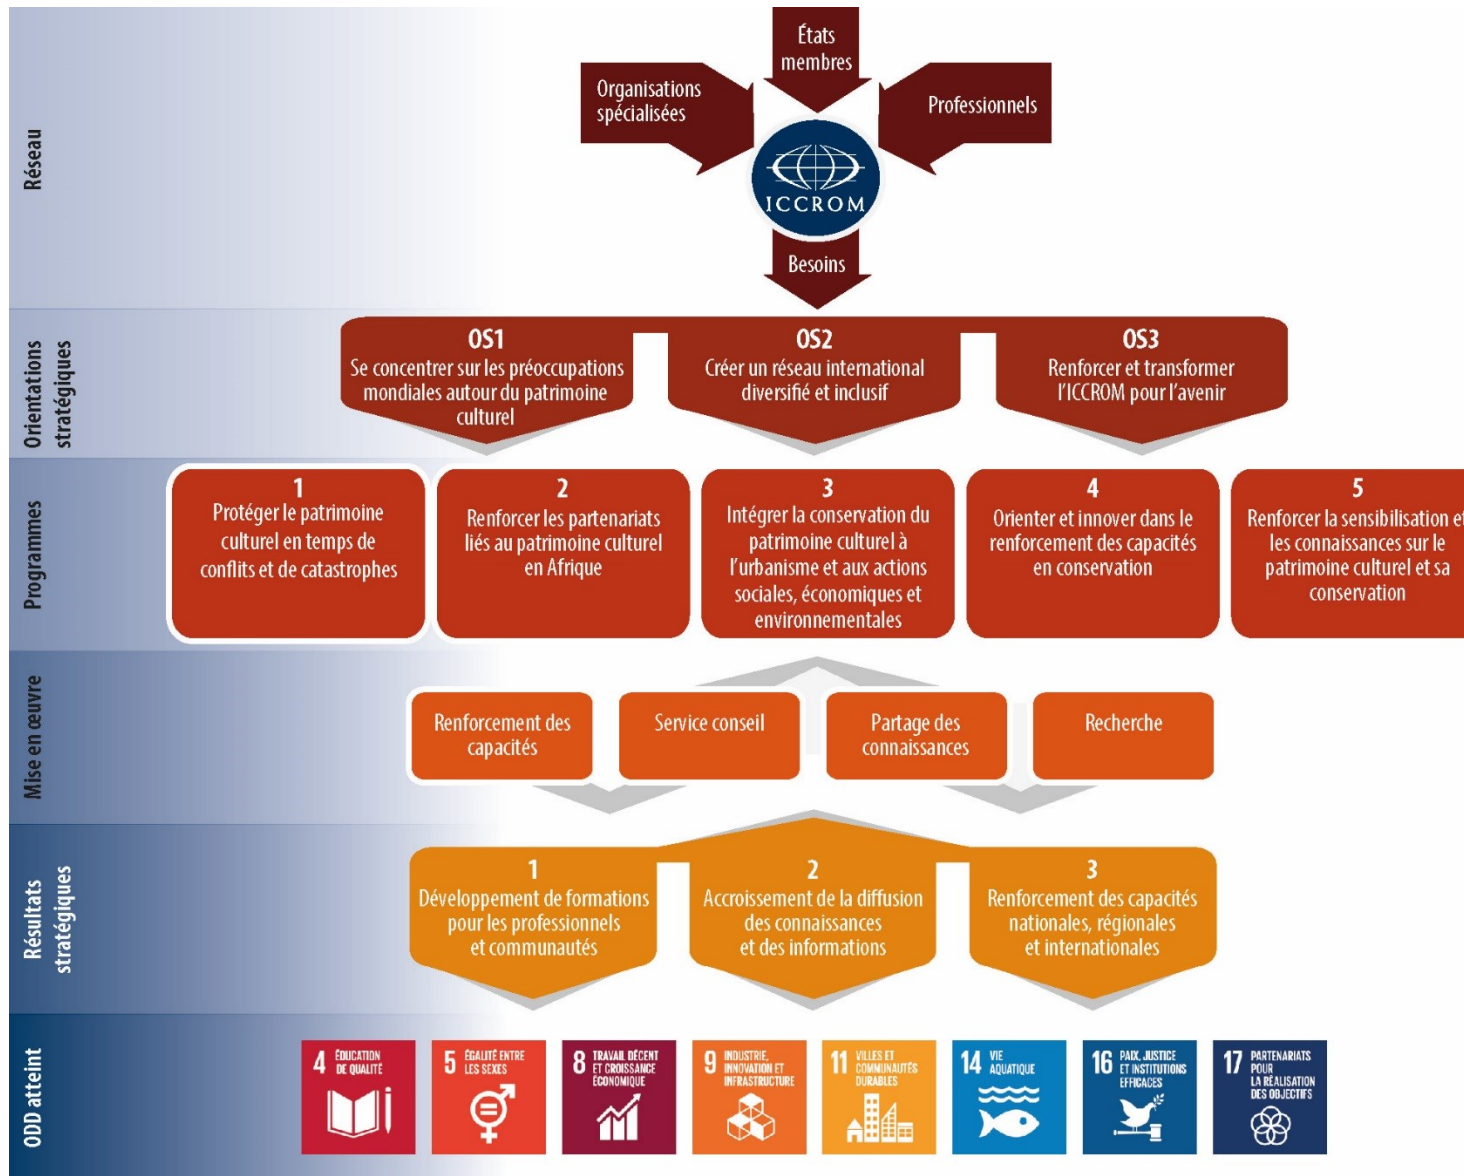 Réseau
États
membres
Organisations
spécialisées
Professionnels
ICCROM
Besoins
Orientations
stratégiques
OS1
Se concentrer sur les préoccupations
mondiales autour du patrimoine
culturel
OS2
Créer un réseau international
diversifié et inclusif
OS3
Renforcer et transformer
l'ICCROM pour l'avenir
Programmes
1
Protéger le patrimoine
culturel en temps de
conflits et de catastrophes
2
Renforcer les partenariats
liés au patrimoine culturel
en Afrique
3
Intégrer la conservation du
patrimoine culturel à
l'urbanisme et aux actions
sociales, économiques et
environnementales
4
Orienter et innover dans le
renforcement des capacités
en conservation
5
Renforcer la sensibilisation et
les connaissances sur le
patrimoine culturel et sa
conservation
Mise en œuvre
Renforcement des
capacités
Service conseil
Partage des
connaissances
Recherche
Résultats
stratégiques
1
Développement de formations
pour les professionnels
et communautés
2
Accroissement de la diffusion
des connaissances
et des informations
3
Renforcement des capacités
nationales, régionales
et internationales
ODD atteint
4 ÉDUCATION
DE QUALITÉ
5 ÉGALITÉ ENTRE
LES SEXES
8 TRAVAIL DÉCENT
ET CROISSANCE
ÉCONOMIQUE
9 INDUSTRIE,
INNOVATION ET
INFRASTRUCTURE
11 VILLES ET
COMMUNAUTÉS
DURABLES
14 VIE
AQUATIQUE
16 PAIX, JUSTICE
ET INSTITUTIONS
EFFICACES
17 PARTENARIATS
POUR
LA RÉALISATION
DES OBJECTIFS